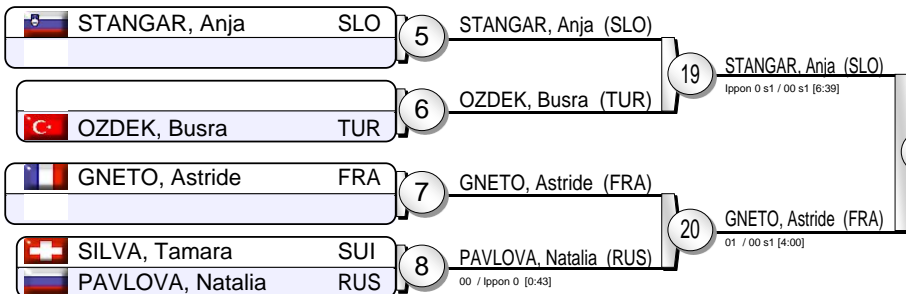 STANGAR, Anja SLO
5
STANGAR, Anja (SLO)
19
STANGAR, Anja (SLO)
Ippon 0 s1 / 00 s1 [6:39]
6
OZDEK, Busra (TUR)
OZDEK, Busra TUR
GNETO, Astride FRA
7
GNETO, Astride (FRA)
20
GNETO, Astride (FRA)
01 / 00 s1 [4:00]
SILVA, Tamara SUI
8
PAVLOVA, Natalia (RUS)
00 / Ippon 0 [0:43]
PAVLOVA, Natalia RUS